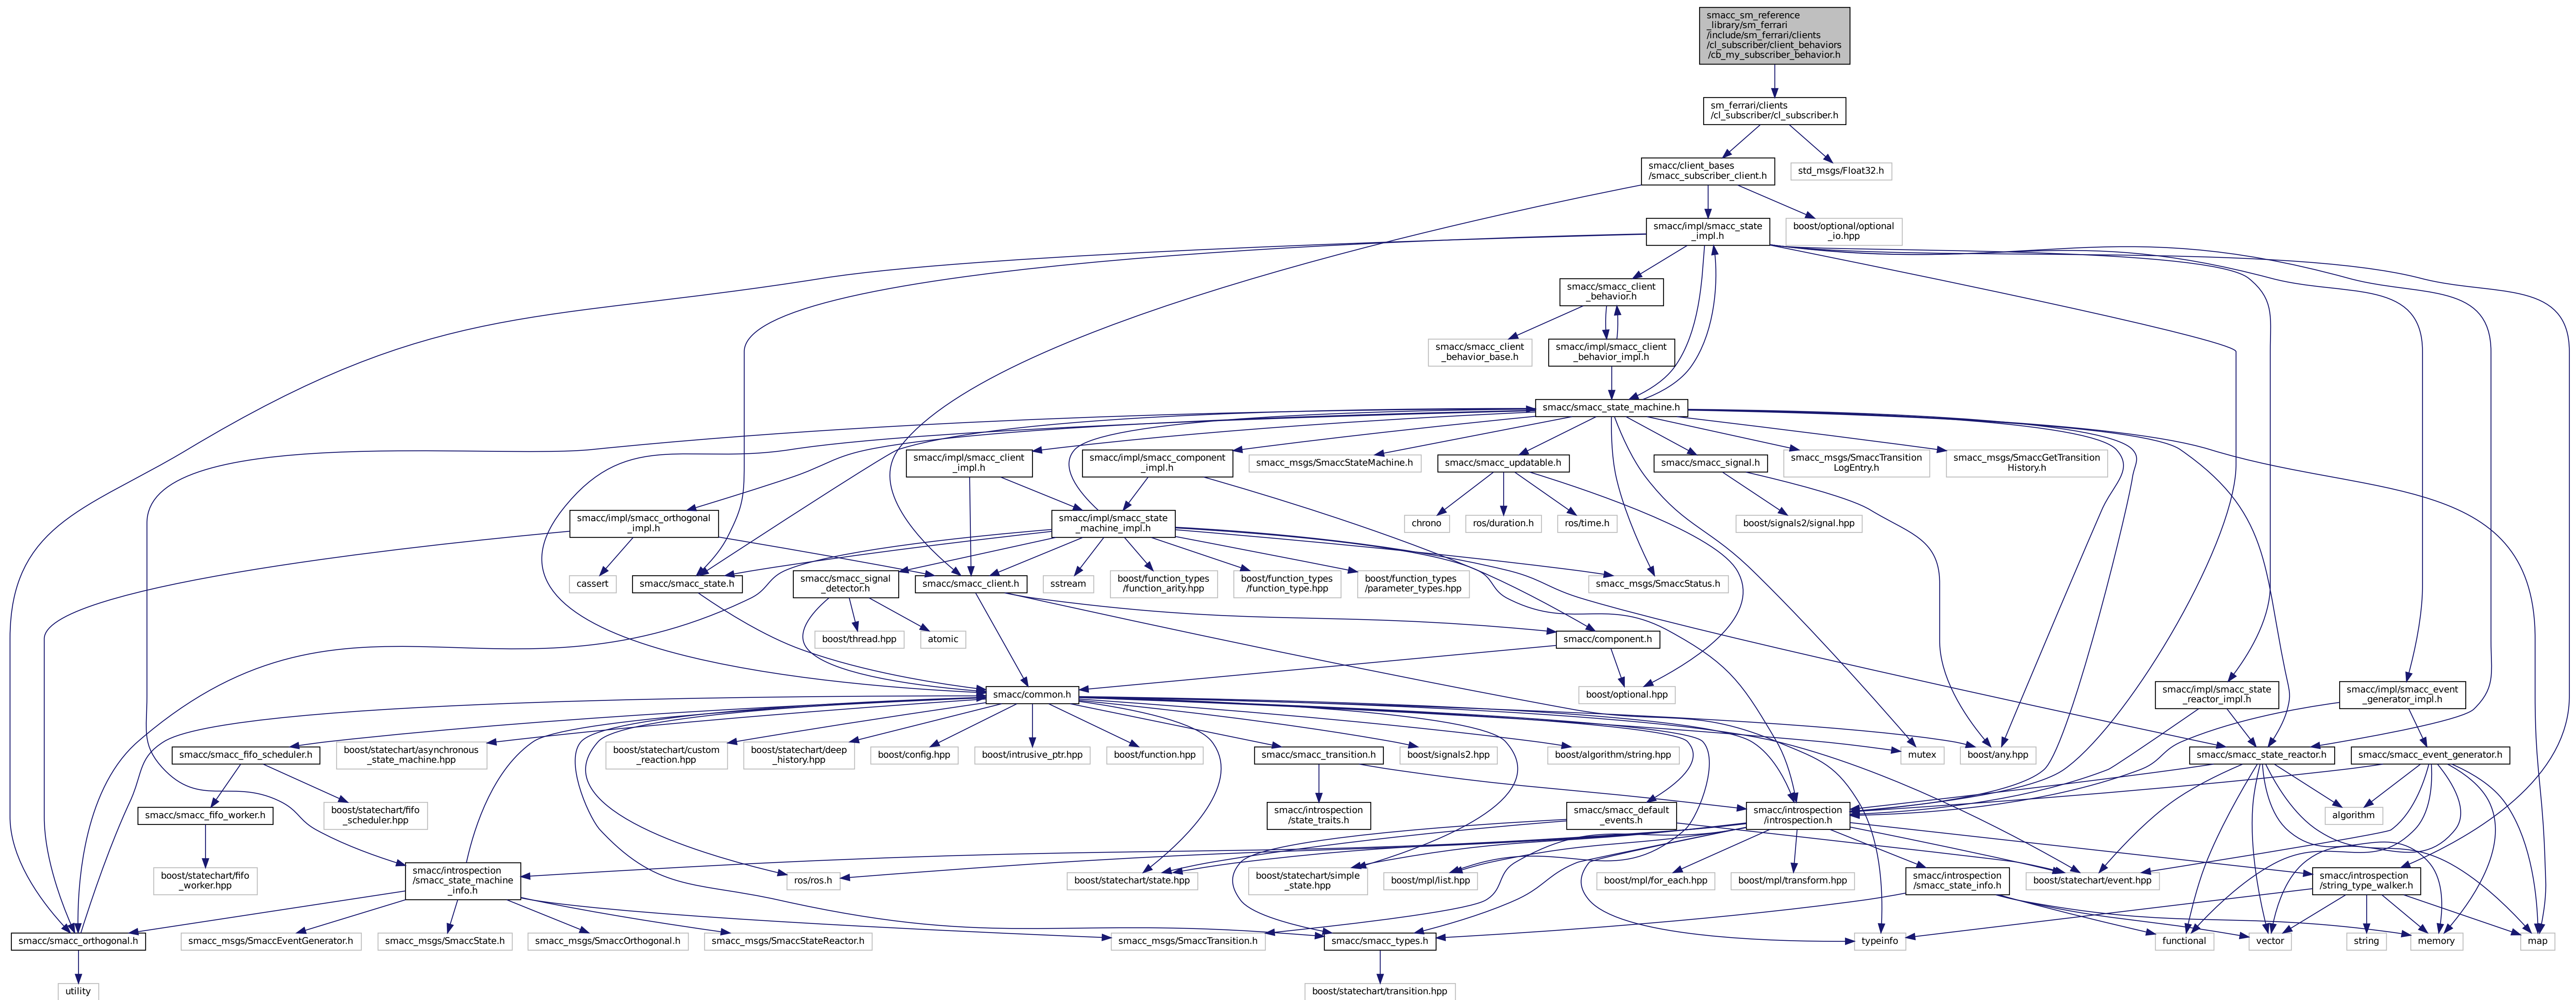 smacc_sm_reference
_library/sm_ferrari
/include/sm_ferrari/clients
/cl_subscriber/client_behaviors
/cb_my_subscriber_behavior.h
sm_ferrari/clients
/cl_subscriber/cl_subscriber.h
smacc/client_bases
/smacc_subscriber_client.h
std_msgs/Float32.h
smacc/impl/smacc_state
_impl.h
boost/optional/optional
_io.hpp
smacc/smacc_client
_behavior.h
smacc/smacc_client
_behavior_base.h
smacc/impl/smacc_client
_behavior_impl.h
smacc/smacc_state_machine.h
smacc/impl/smacc_client
_impl.h
smacc/impl/smacc_component
_impl.h
smacc_msgs/SmaccStateMachine.h
smacc/smacc_updatable.h
smacc/smacc_signal.h
smacc_msgs/SmaccTransition
LogEntry.h
smacc_msgs/SmaccGetTransition
History.h
smacc/impl/smacc_orthogonal
_impl.h
smacc/impl/smacc_state
_machine_impl.h
chrono
ros/duration.h
ros/time.h
boost/signals2/signal.hpp
cassert
smacc/smacc_state.h
smacc/smacc_signal
_detector.h
smacc/smacc_client.h
sstream
boost/function_types
/function_arity.hpp
boost/function_types
/function_type.hpp
boost/function_types
/parameter_types.hpp
smacc_msgs/SmaccStatus.h
boost/thread.hpp
atomic
smacc/component.h
smacc/common.h
boost/optional.hpp
smacc/impl/smacc_state
_reactor_impl.h
smacc/impl/smacc_event
_generator_impl.h
smacc/smacc_fifo_scheduler.h
boost/statechart/asynchronous
_state_machine.hpp
boost/statechart/custom
_reaction.hpp
boost/statechart/deep
_history.hpp
boost/config.hpp
boost/intrusive_ptr.hpp
boost/function.hpp
smacc/smacc_transition.h
boost/signals2.hpp
boost/algorithm/string.hpp
mutex
boost/any.hpp
smacc/smacc_state_reactor.h
smacc/smacc_event_generator.h
smacc/smacc_fifo_worker.h
boost/statechart/fifo
_scheduler.hpp
smacc/introspection
/state_traits.h
smacc/smacc_default
_events.h
smacc/introspection
/introspection.h
algorithm
boost/statechart/fifo
_worker.hpp
smacc/introspection
/smacc_state_machine
_info.h
ros/ros.h
boost/statechart/state.hpp
boost/statechart/simple
_state.hpp
boost/mpl/list.hpp
boost/mpl/for_each.hpp
boost/mpl/transform.hpp
smacc/introspection
/smacc_state_info.h
boost/statechart/event.hpp
smacc/introspection
/string_type_walker.h
smacc/smacc_orthogonal.h
smacc_msgs/SmaccEventGenerator.h
smacc_msgs/SmaccState.h
smacc_msgs/SmaccOrthogonal.h
smacc_msgs/SmaccStateReactor.h
smacc_msgs/SmaccTransition.h
smacc/smacc_types.h
typeinfo
functional
vector
string
memory
map
utility
boost/statechart/transition.hpp